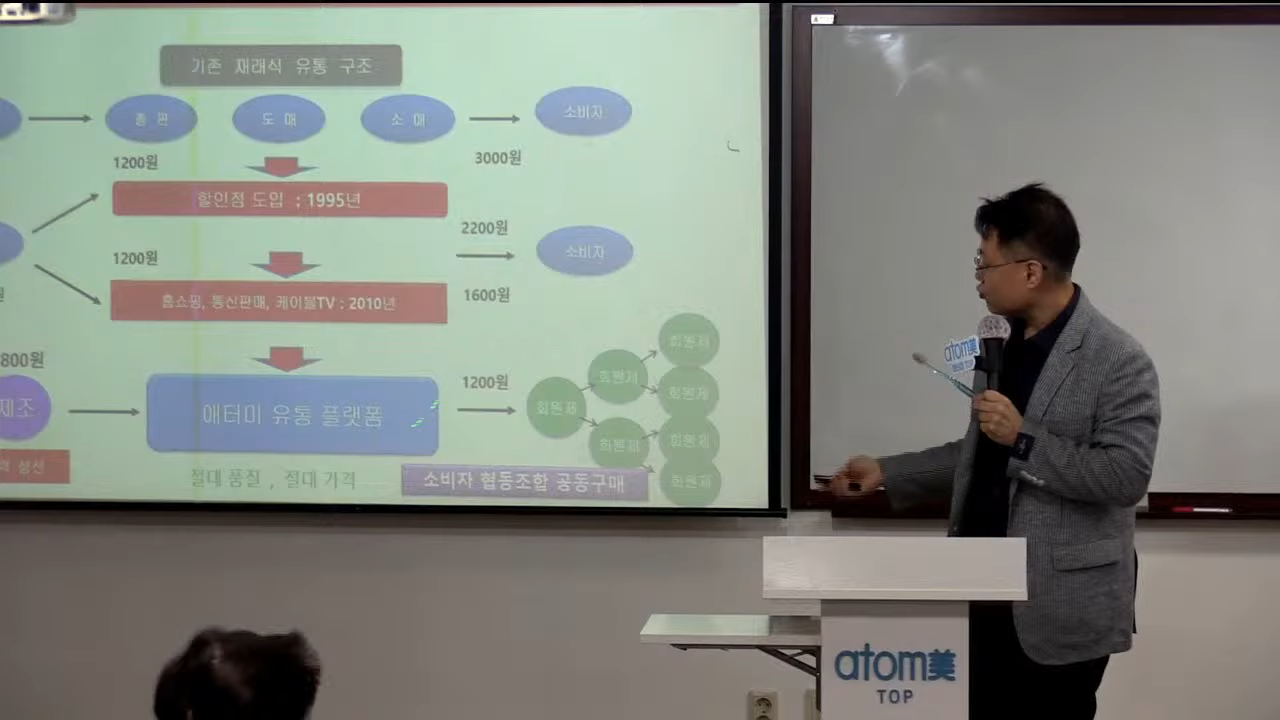 기존 재래식 유통 구조
총 판
도 매
소 매
소비자
1200원
3000원
할인점 도입 : 1995년
2200원
1200원
소비자
홈쇼핑, 통신판매, 케이블TV : 2010년
1600원
원
800원
제조
애터미 유통 플랫폼
1200원
회원제
회원제
회원제
회원제
회원제
회원제
회원제
절대 품질 , 절대 가격
소비자 협동조합 공동구매
atom美
TOP
atom美
TOP